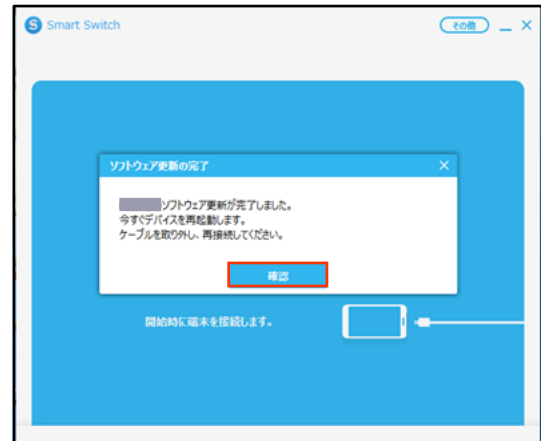 S Smart Switch
その他
ソフトウェア更新の完了
ソフトウェア更新が完了しました。
今すぐデバイスを再起動します。
ケーブルを取り外し、再接続してください。
確認
開始時に端末を接続します。